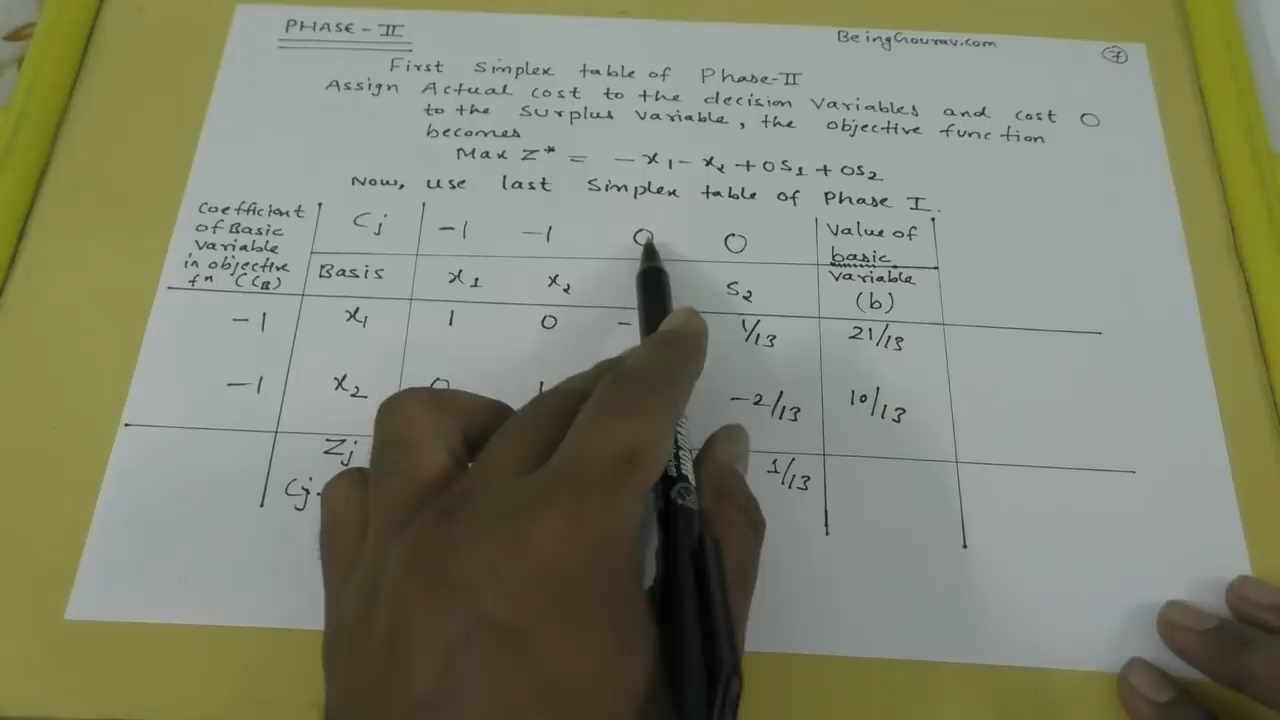 PHASE-II
BeingGourav.com
7
First Simplex table of Phase-II
Assign Actual cost to the decision variables and cost 0
to the surplus variable, the objective function
becomes
Max Z* = -x1 - x2 + 0S1 + 0S2
Now, use last Simplex table of Phase I.
Coefficient of Basic Variable in objective fn (CB) Cj -1 -1 0 0 Value of basic variable (b)
Basis x1 x2 S2
-1 x1 1 0 - 1/13 21/13
-1 x2 -2/13 10/13
Zj 1/13
Cj-